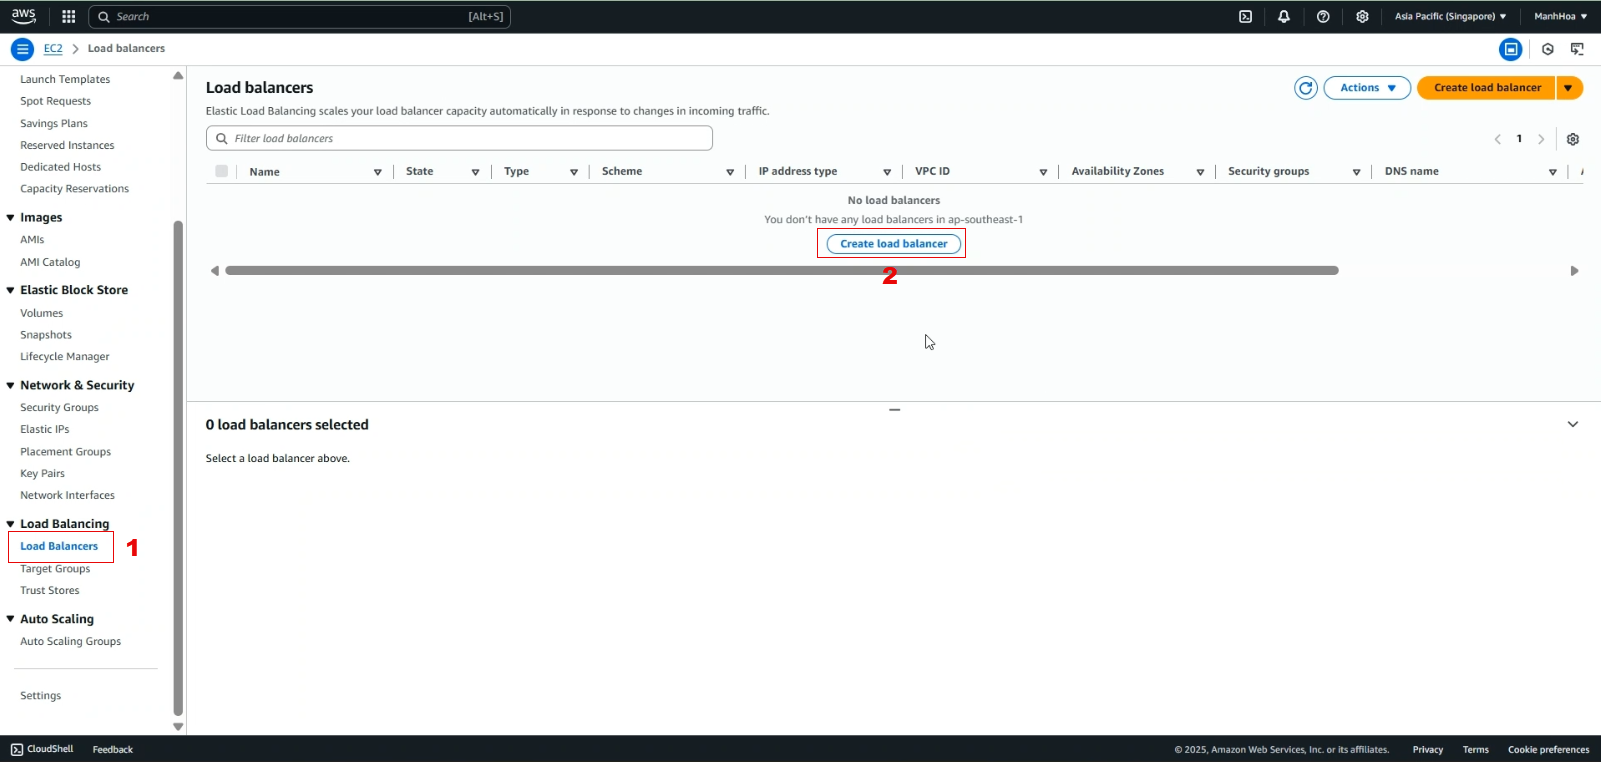 aws
Search
[Alt+S]
Asia Pacific (Singapore)
ManhHoa
EC2
Load balancers
Launch Templates
Spot Requests
Savings Plans
Reserved Instances
Dedicated Hosts
Capacity Reservations
Images
AMIs
AMI Catalog
Elastic Block Store
Volumes
Snapshots
Lifecycle Manager
Network & Security
Security Groups
Elastic IPs
Placement Groups
Key Pairs
Network Interfaces
Load Balancing
Load Balancers
1
Target Groups
Trust Stores
Auto Scaling
Auto Scaling Groups
Settings
Load balancers
Actions
Create load balancer
Elastic Load Balancing scales your load balancer capacity automatically in response to changes in incoming traffic.
Filter load balancers
1
Name State Type Scheme IP address type VPC ID Availability Zones Security groups DNS name
No load balancers
You don't have any load balancers in ap-southeast-1
Create load balancer
2
0 load balancers selected
Select a load balancer above.
CloudShell Feedback
© 2025, Amazon Web Services, Inc. or its affiliates. Privacy Terms Cookie preferences